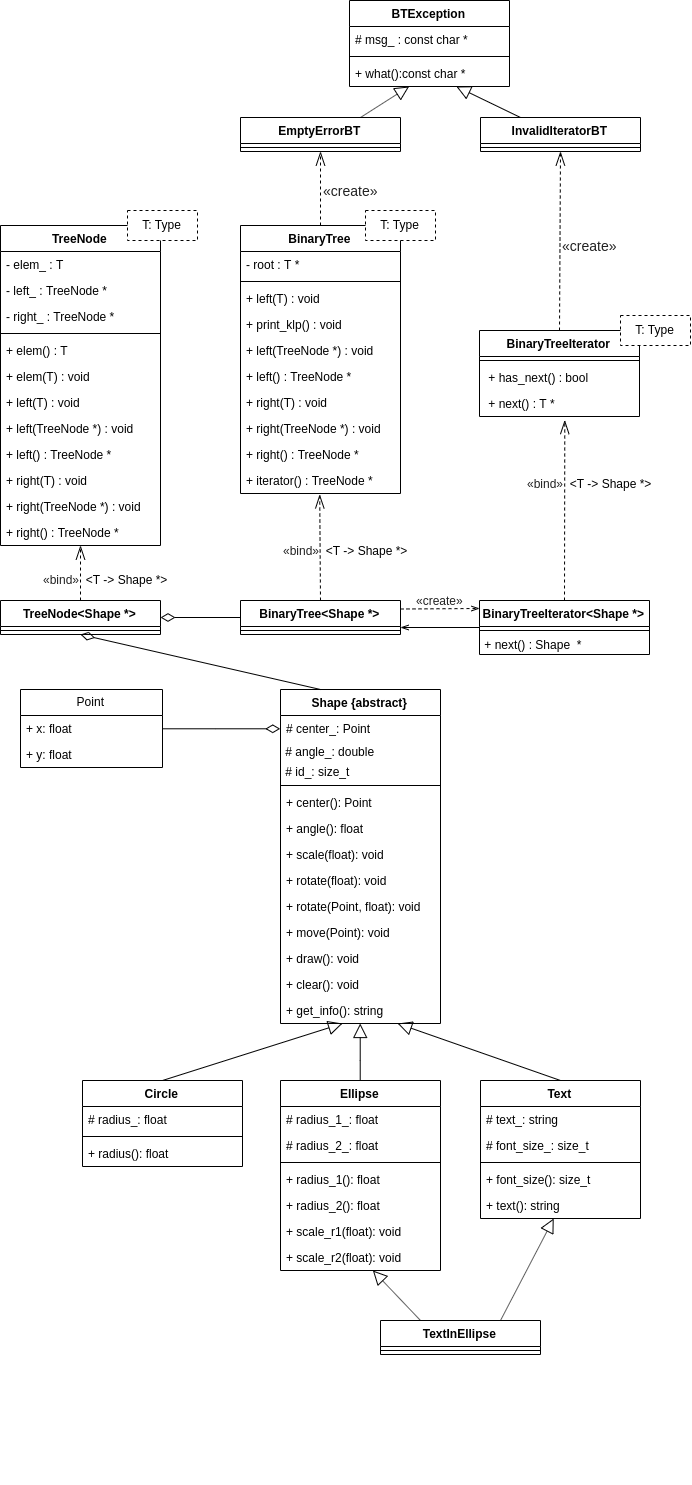 BTException
# msg_ : const char *
+ what():const char *
EmptyErrorBT
InvalidIteratorBT
«create»
«create»
T: Type
TreeNode
- elem_ : T
- left_ : TreeNode *
- right_ : TreeNode *
+ elem() : T
+ elem(T) : void
+ left(T) : void
+ left(TreeNode *) : void
+ left() : TreeNode *
+ right(T) : void
+ right(TreeNode *) : void
+ right() : TreeNode *
T: Type
BinaryTree
- root : T *
+ left(T) : void
+ print_klp() : void
+ left(TreeNode *) : void
+ left() : TreeNode *
+ right(T) : void
+ right(TreeNode *) : void
+ right() : TreeNode *
+ iterator() : TreeNode *
T: Type
BinaryTreeIterator
+ has_next() : bool
+ next() : T *
«bind» <T -> Shape *>
«bind» <T -> Shape *>
«bind» <T -> Shape *>
TreeNode<Shape *>
BinaryTree<Shape *>
«create»
BinaryTreeIterator<Shape *>
+ next() : Shape *
Point
+ x: float
+ y: float
Shape {abstract}
# center_: Point
# angle_: double
# id_: size_t
+ center(): Point
+ angle(): float
+ scale(float): void
+ rotate(float): void
+ rotate(Point, float): void
+ move(Point): void
+ draw(): void
+ clear(): void
+ get_info(): string
Circle
# radius_: float
+ radius(): float
Ellipse
# radius_1_: float
# radius_2_: float
+ radius_1(): float
+ radius_2(): float
+ scale_r1(float): void
+ scale_r2(float): void
Text
# text_: string
# font_size_: size_t
+ font_size(): size_t
+ text(): string
TextInEllipse